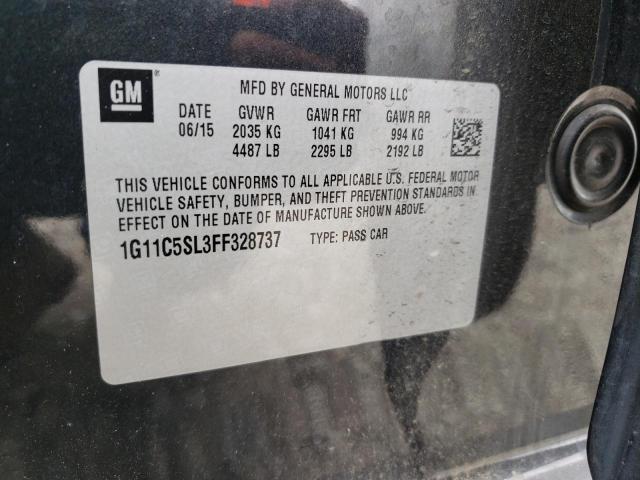 GM
MFD BY GENERAL MOTORS LLC
DATE GVWR GAWR FRT GAWR RR
06/15 2035 KG 1041 KG 994 KG
4487 LB 2295 LB 2192 LB
THIS VEHICLE CONFORMS TO ALL APPLICABLE U.S. FEDERAL MOTOR
VEHICLE SAFETY, BUMPER, AND THEFT PREVENTION STANDARDS IN
EFFECT ON THE DATE OF MANUFACTURE SHOWN ABOVE.
1G11C5SL3FF328737 TYPE: PASS CAR